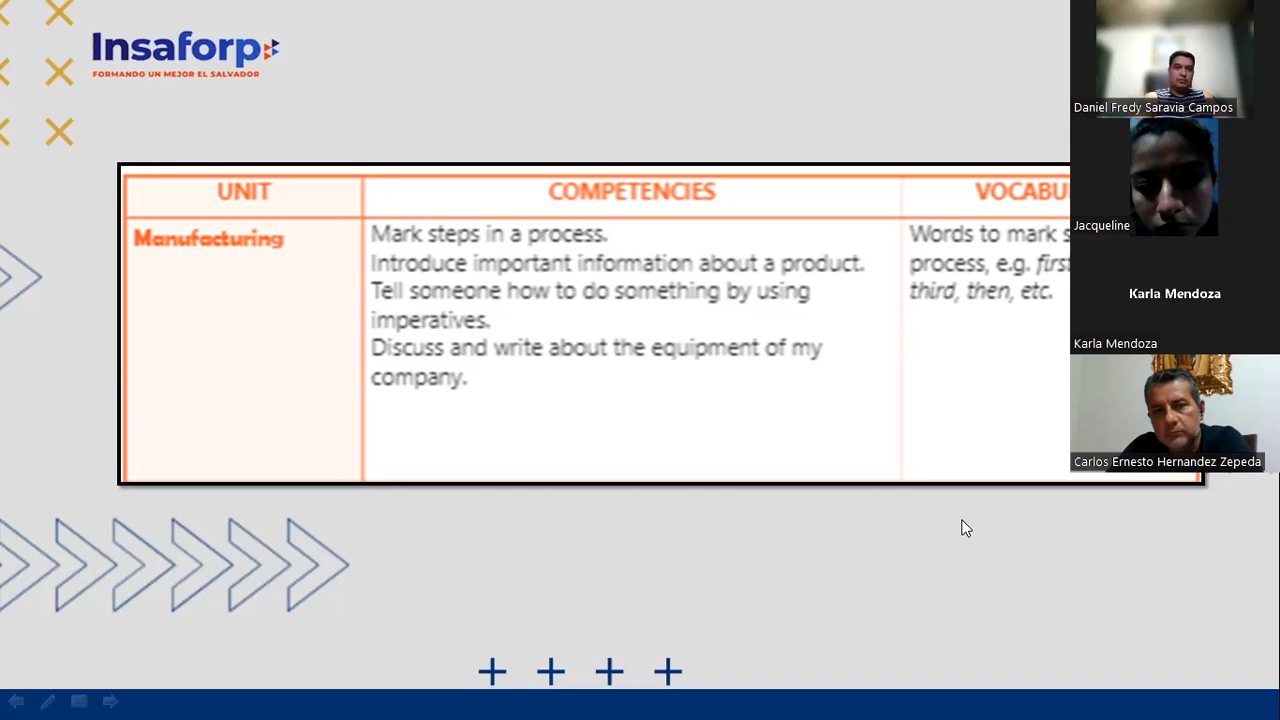 Insaforp
FORMANDO UN MEJOR EL SALVADOR
UNIT
COMPETENCIES
Manufacturing
Mark steps in a process.
Introduce important information about a product.
Tell someone how to do something by using
imperatives.
Discuss and write about the equipment of my
company.
VOCABU
Words to mark s
process, e.g. firs
third, then, etc.
Daniel Fredy Saravia Campos
Jacqueline
Karla Mendoza
Karla Mendoza
Carlos Ernesto Hernandez Zepeda